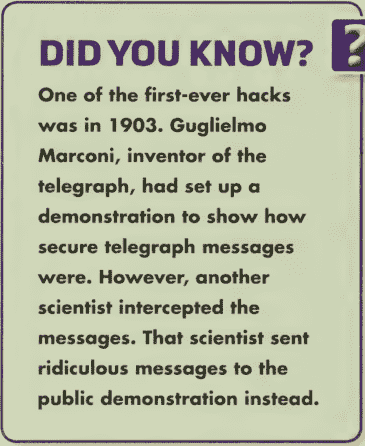 DID YOU KNOW?
?
One of the first-ever hacks
was in 1903. Guglielmo
Marconi, inventor of the
telegraph, had set up a
demonstration to show how
secure telegraph messages
were. However, another
scientist intercepted the
messages. That scientist sent
ridiculous messages to the
public demonstration instead.